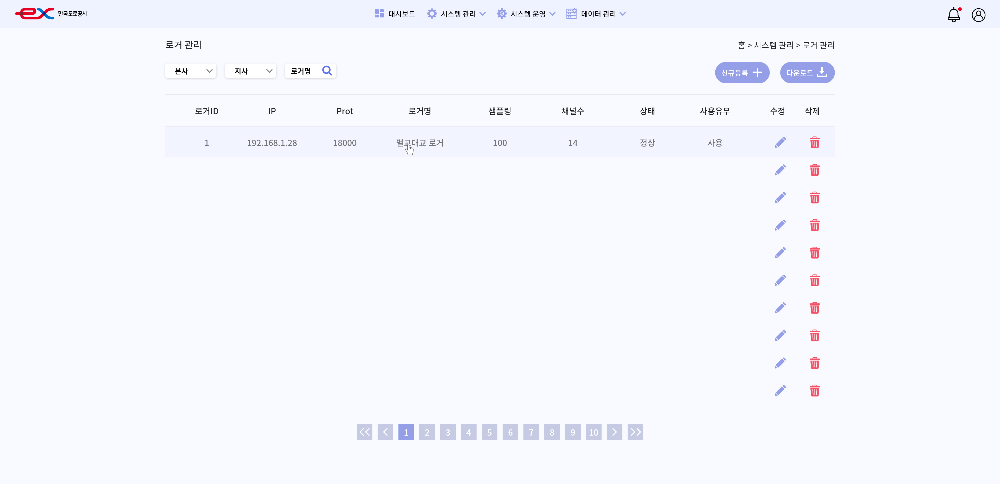 ex 한국도로공사
대시보드 시스템 관리 시스템 운영 데이터 관리
로거 관리
홈 > 시스템 관리 > 로거 관리
본사 지사 로거명
신규등록 다운로드
로거ID IP Prot 로거명 샘플링 채널수 상태 사용유무 수정 삭제
1 192.168.1.28 18000 벌교대교 로거 100 14 정상 사용
<< < 1 2 3 4 5 6 7 8 9 10 > >>